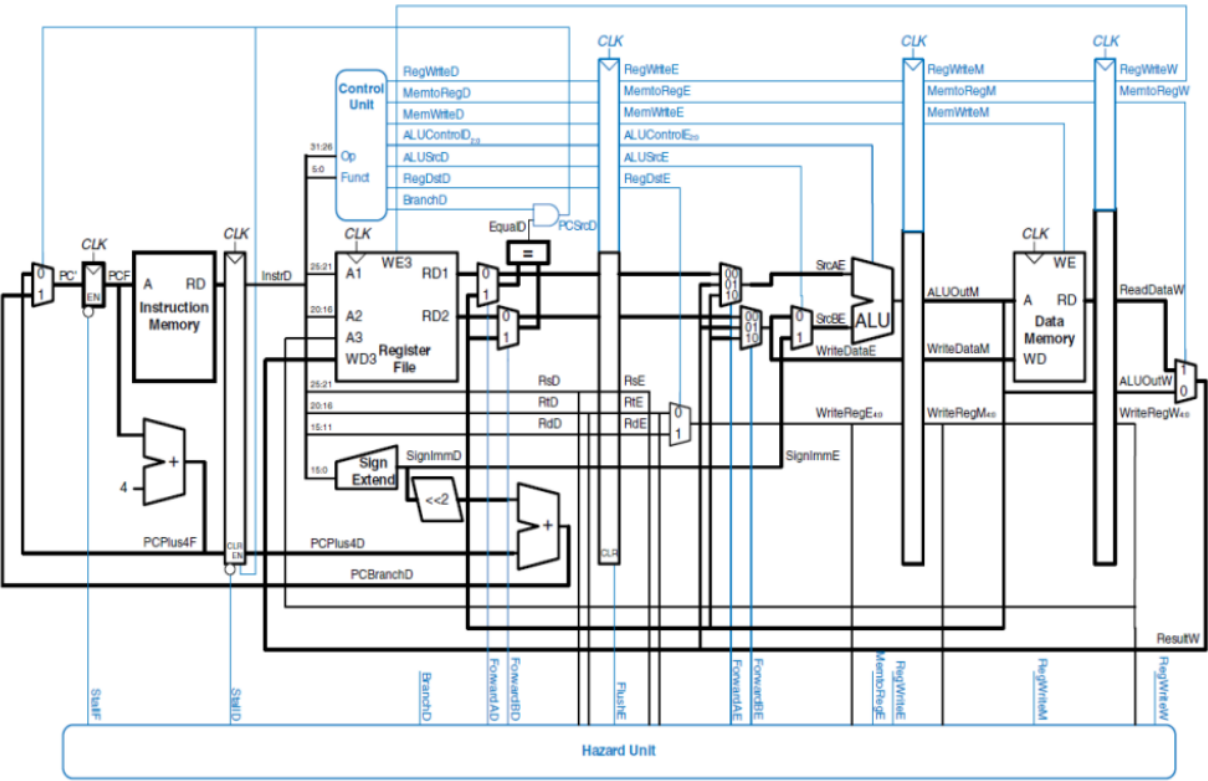 CLK
CLK
CLK
RegWriteD
RegWriteE
RegWriteM
RegWriteW
Control
Unit
MemtoRegD
MemtoRegE
MemtoRegM
MemtoRegW
MemWriteD
MemWriteE
MemWriteM
ALUControlD2:0
ALUControlE2:0
31:26
Op
ALUSrcD
ALUSrcE
5:0
Funct
RegDstD
RegDstE
BranchD
EqualD
PCSrcD
=
CLK
CLK
CLK
CLK
0
1
PC'
PCF
EN
A
RD
Instruction
Memory
InstrD
25:21
A1
WE3
RD1
0
1
00
01
10
SrcAE
20:16
A2
RD2
0
1
00
01
10
0
1
SrcBE
ALU
ALUOutM
WE
A
RD
Data
Memory
WD
ReadDataW
A3
WD3
Register
File
WriteDataE
WriteDataM
1
0
ALUOutW
25:21
RsD
RsE
20:16
RtD
RtE
0
1
WriteRegE4:0
WriteRegM4:0
WriteRegW4:0
15:11
RdD
RdE
15:0
Sign
Extend
SignImmD
SignImmE
+
4
<<2
+
PCPlus4F
CLR
EN
PCPlus4D
CLR
PCBranchD
ResultW
StallF
StallD
BranchD
ForwardAD
ForwardBD
FlushE
ForwardAE
ForwardBE
MemtoRegE
RegWriteE
RegWriteM
RegWriteW
Hazard Unit